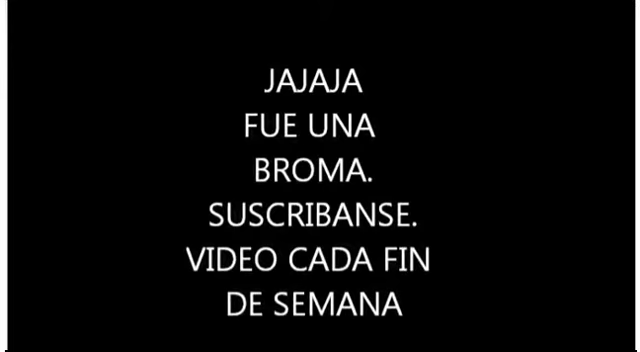 JAJAJA
FUE UNA
BROMA.
SUSCRIBANSE.
VIDEO CADA FIN
DE SEMANA